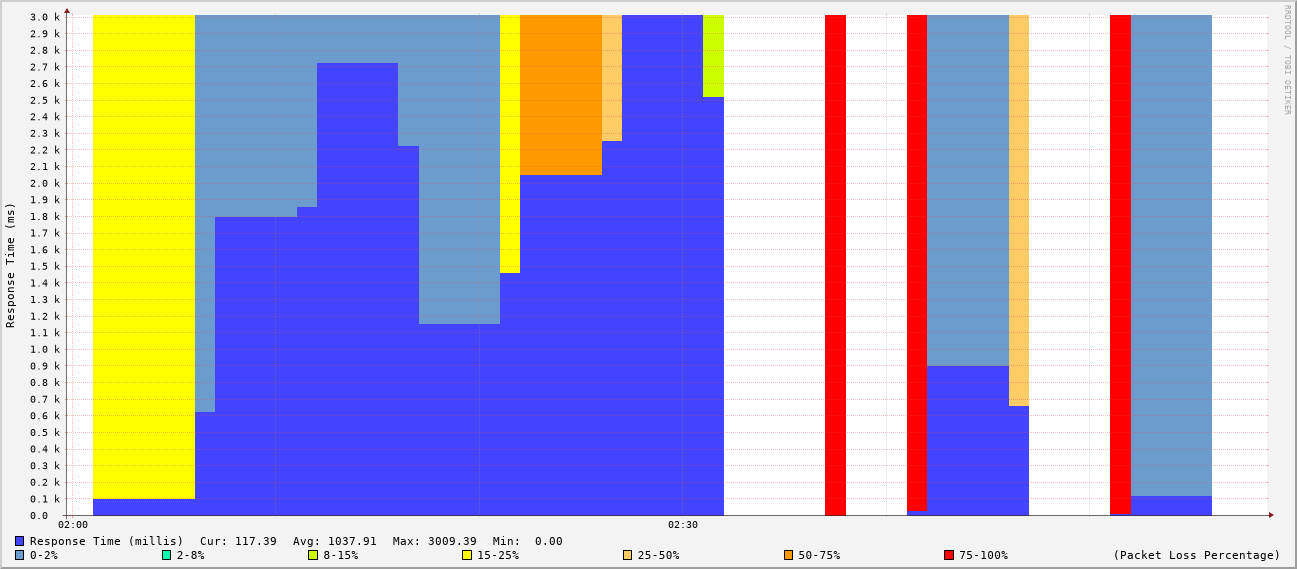 3.0 k
2.9 k
2.8 k
2.7 k
2.6 k
2.5 k
2.4 k
2.3 k
2.2 k
2.1 k
2.0 k
1.9 k
1.8 k
1.7 k
1.6 k
1.5 k
1.4 k
1.3 k
1.2 k
1.1 k
1.0 k
0.9 k
0.8 k
0.7 k
0.6 k
0.5 k
0.4 k
0.3 k
0.2 k
0.1 k
0.0
Response Time (ms)
RRDTOOL / TOBI OETIKER
02:00 02:30
Response Time (millis) Cur: 117.39 Avg: 1037.91 Max: 3009.39 Min: 0.00
0-2% 2-8% 8-15% 15-25% 25-50% 50-75% 75-100% (Packet Loss Percentage)